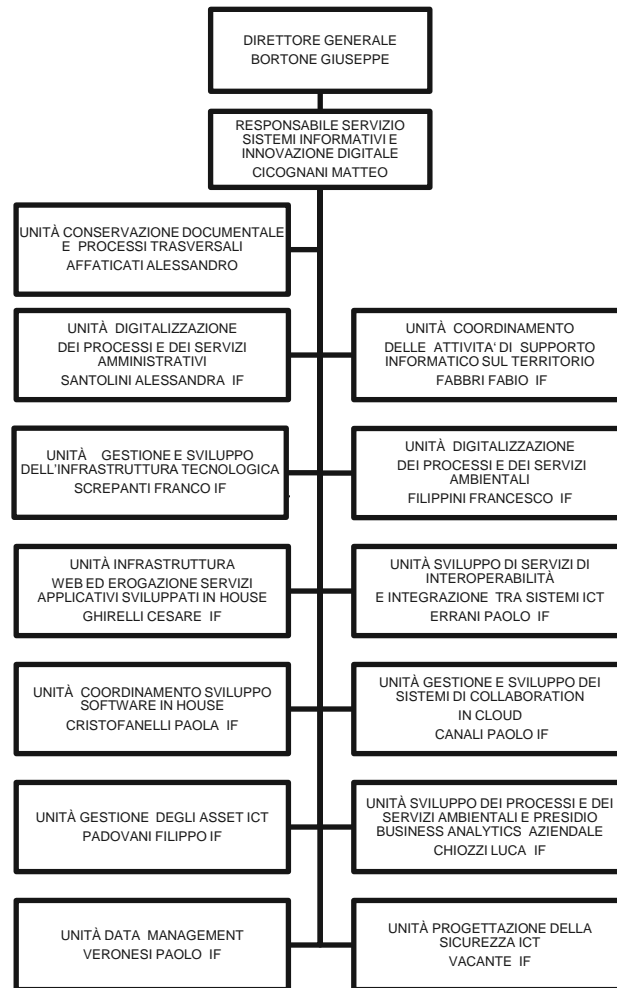 DIRETTORE GENERALE
BORTONE GIUSEPPE
RESPONSABILE SERVIZIO
SISTEMI INFORMATIVI E
INNOVAZIONE DIGITALE
CICOGNANI MATTEO
UNITÀ CONSERVAZIONE DOCUMENTALE
E PROCESSI TRASVERSALI
AFFATICATI ALESSANDRO
UNITÀ DIGITALIZZAZIONE
DEI PROCESSI E DEI SERVIZI
AMMINISTRATIVI
SANTOLINI ALESSANDRA IF
UNITÀ COORDINAMENTO
DELLE ATTIVITA' DI SUPPORTO
INFORMATICO SUL TERRITORIO
FABBRI FABIO IF
UNITÀ GESTIONE E SVILUPPO
DELL'INFRASTRUTTURA TECNOLOGICA
SCREPANTI FRANCO IF
UNITÀ DIGITALIZZAZIONE
DEI PROCESSI E DEI SERVIZI
AMBIENTALI
FILIPPINI FRANCESCO IF
UNITÀ INFRASTRUTTURA
WEB ED EROGAZIONE SERVIZI
APPLICATIVI SVILUPPATI IN HOUSE
GHIRELLI CESARE IF
UNITÀ SVILUPPO DI SERVIZI DI
INTEROPERABILITÀ
E INTEGRAZIONE TRA SISTEMI ICT
ERRANI PAOLO IF
UNITÀ COORDINAMENTO SVILUPPO
SOFTWARE IN HOUSE
CRISTOFANELLI PAOLA IF
UNITÀ GESTIONE E SVILUPPO DEI
SISTEMI DI COLLABORATION
IN CLOUD
CANALI PAOLO IF
UNITÀ GESTIONE DEGLI ASSET ICT
PADOVANI FILIPPO IF
UNITÀ SVILUPPO DEI PROCESSI E DEI
SERVIZI AMBIENTALI E PRESIDIO
BUSINESS ANALYTICS AZIENDALE
CHIOZZI LUCA IF
UNITÀ DATA MANAGEMENT
VERONESI PAOLO IF
UNITÀ PROGETTAZIONE DELLA
SICUREZZA ICT
VACANTE IF